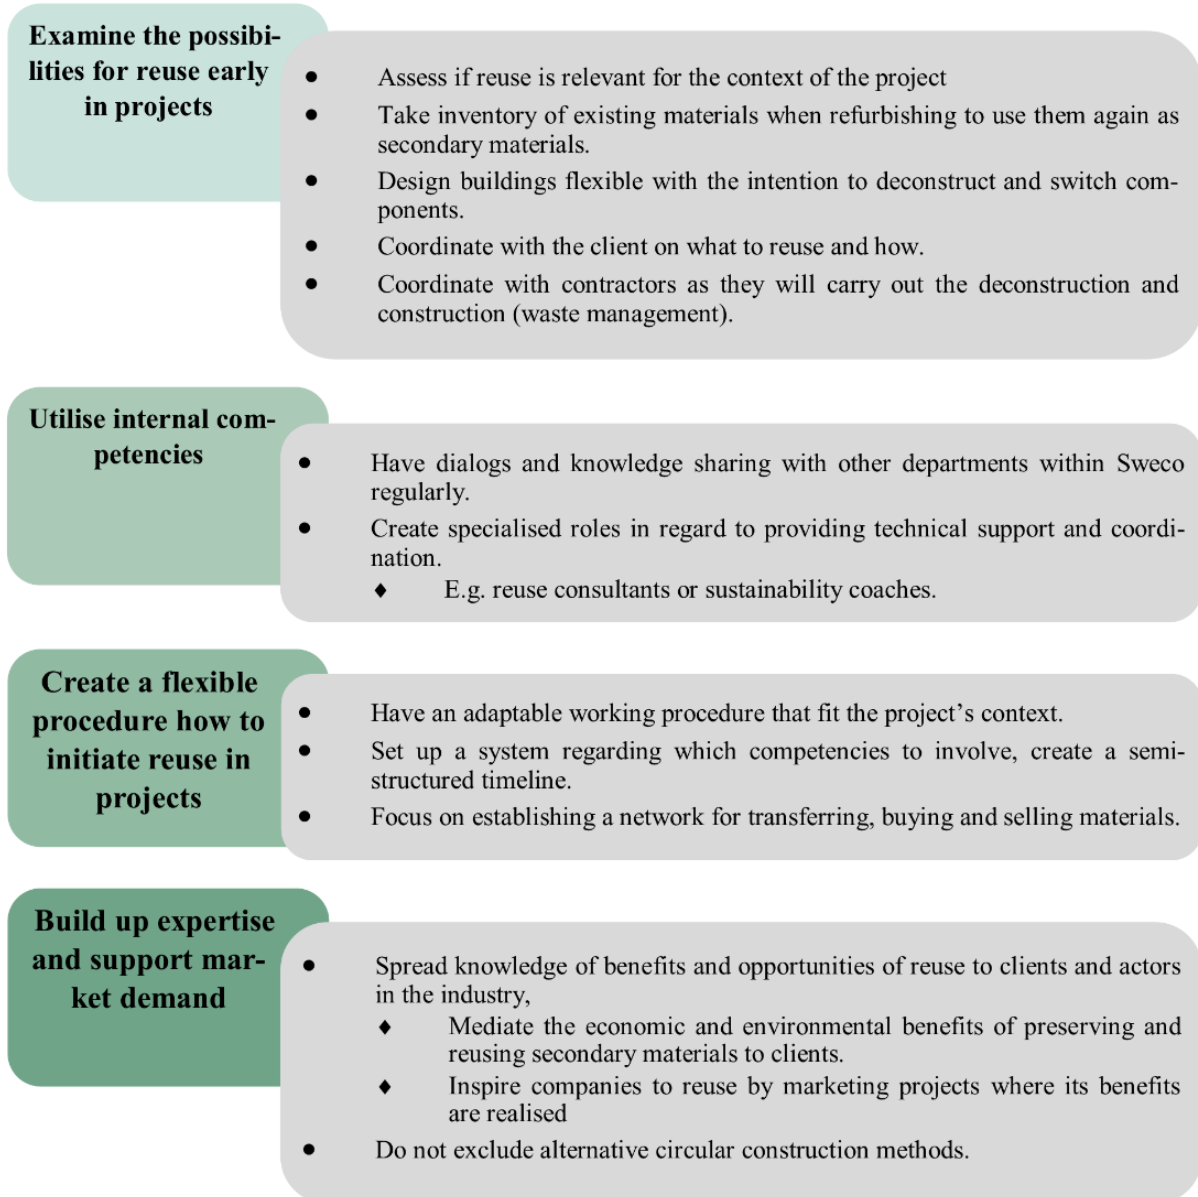 Examine the possibi-
lities for reuse early
in projects
● Assess if reuse is relevant for the context of the project
● Take inventory of existing materials when refurbishing to use them again as
secondary materials.
● Design buildings flexible with the intention to deconstruct and switch com-
ponents.
● Coordinate with the client on what to reuse and how.
● Coordinate with contractors as they will carry out the deconstruction and
construction (waste management).
Utilise internal com-
petencies
● Have dialogs and knowledge sharing with other departments within Sweco
regularly.
● Create specialised roles in regard to providing technical support and coordi-
nation.
♦ E.g. reuse consultants or sustainability coaches.
Create a flexible
procedure how to
initiate reuse in
projects
● Have an adaptable working procedure that fit the project’s context.
● Set up a system regarding which competencies to involve, create a semi-
structured timeline.
● Focus on establishing a network for transferring, buying and selling materials.
Build up expertise
and support mar-
ket demand
● Spread knowledge of benefits and opportunities of reuse to clients and actors
in the industry,
♦ Mediate the economic and environmental benefits of preserving and
reusing secondary materials to clients.
♦ Inspire companies to reuse by marketing projects where its benefits
are realised
● Do not exclude alternative circular construction methods.